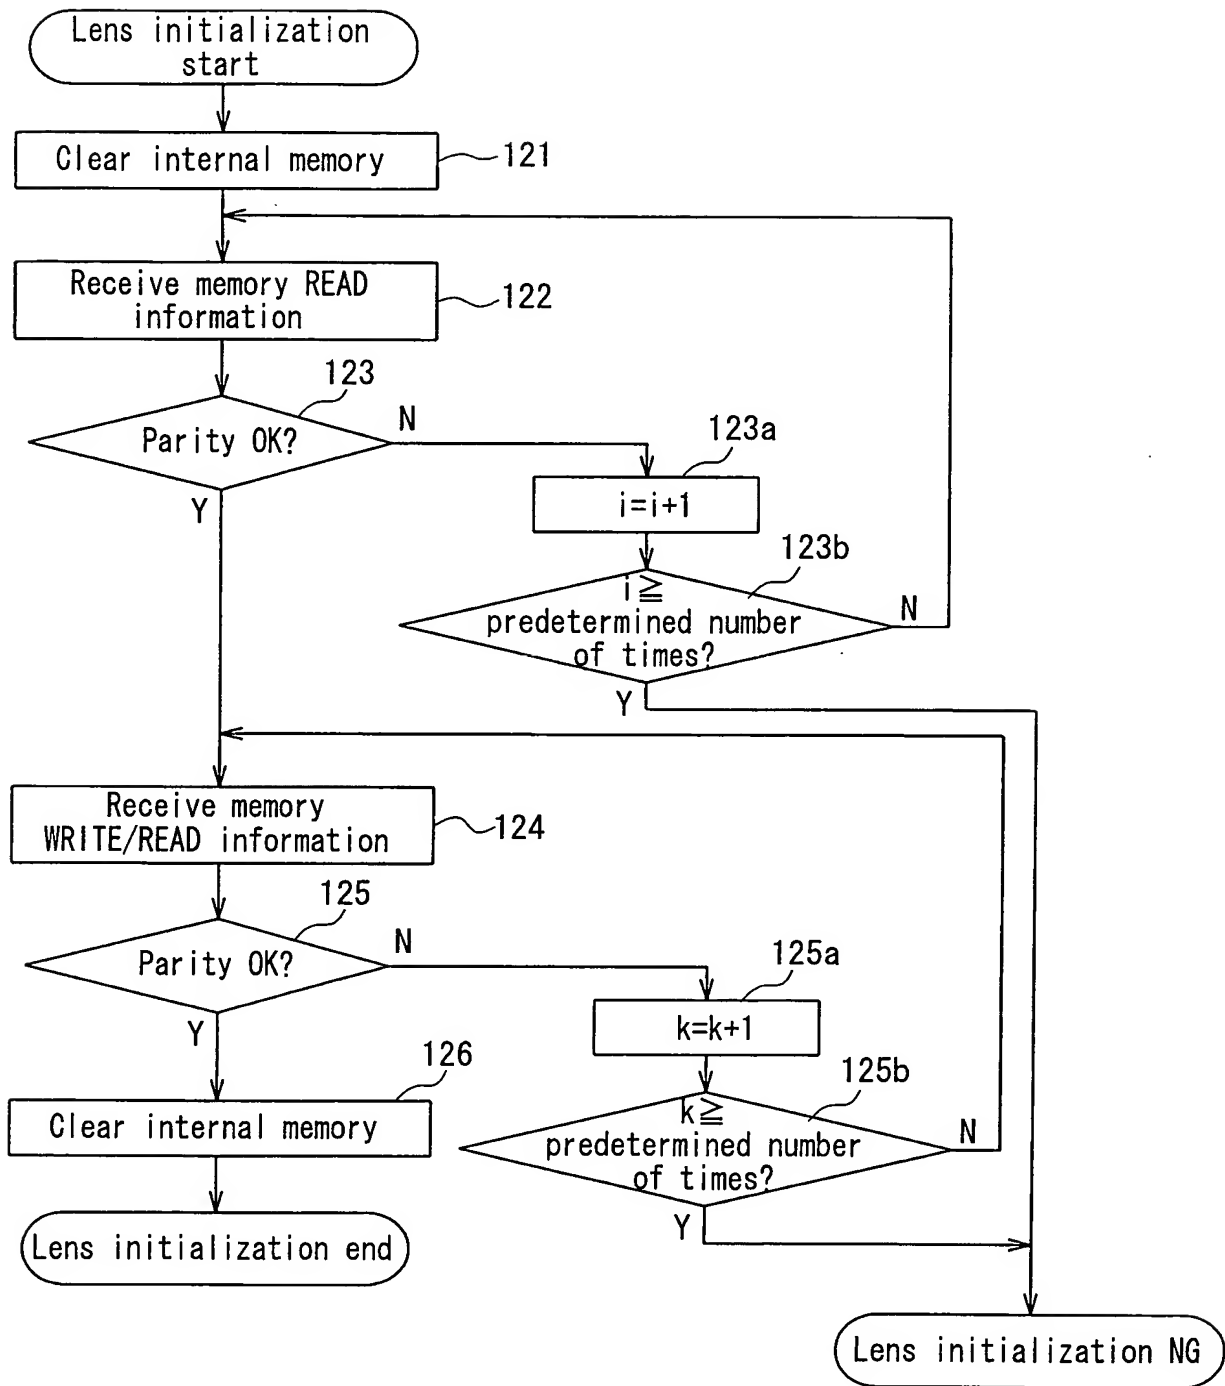 Lens initialization
start
Clear internal memory
121
Receive memory READ
information
122
123
Parity OK?
N
Y
123a
i=i+1
123b
i≧
predetermined number
of times?
N
Y
Receive memory
WRITE/READ information
124
125
Parity OK?
N
Y
125a
k=k+1
125b
k≧
predetermined number
of times?
N
Y
126
Clear internal memory
Lens initialization end
Lens initialization NG